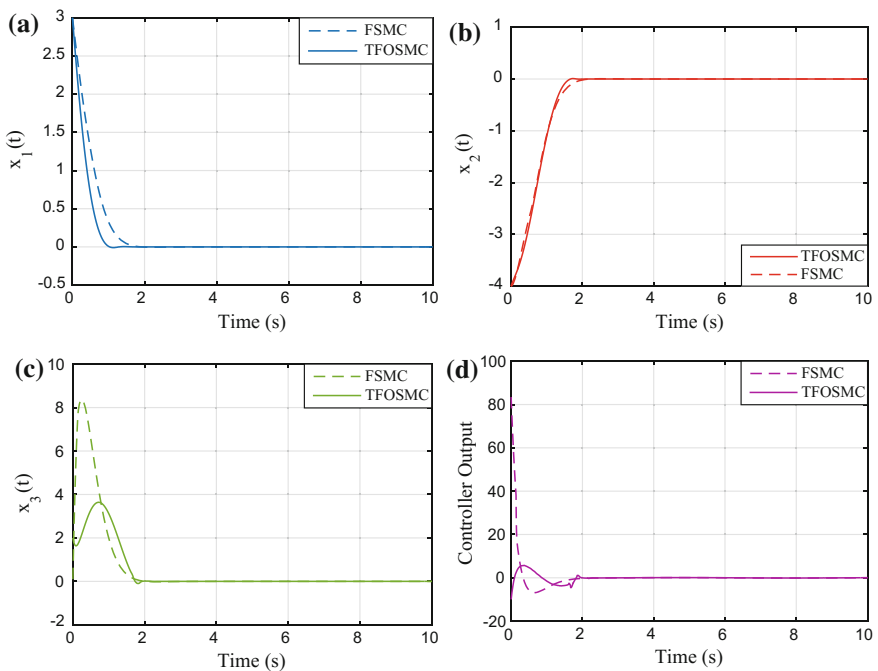 (a)
3
2.5
2
1.5
1
0.5
0
-0.5
x_1(t)
0 2 4 6 8 10
Time (s)
FSMC
TFOSMC
(b)
0
-1
-2
-3
-4
x_2(t)
0 2 4 6 8 10
Time (s)
TFOSMC
FSMC
(c)
10
8
6
4
2
0
-2
x_3(t)
0 2 4 6 8 10
Time (s)
FSMC
TFOSMC
(d)
100
80
60
40
20
0
-20
Controller Output
0 2 4 6 8 10
Time (s)
FSMC
TFOSMC